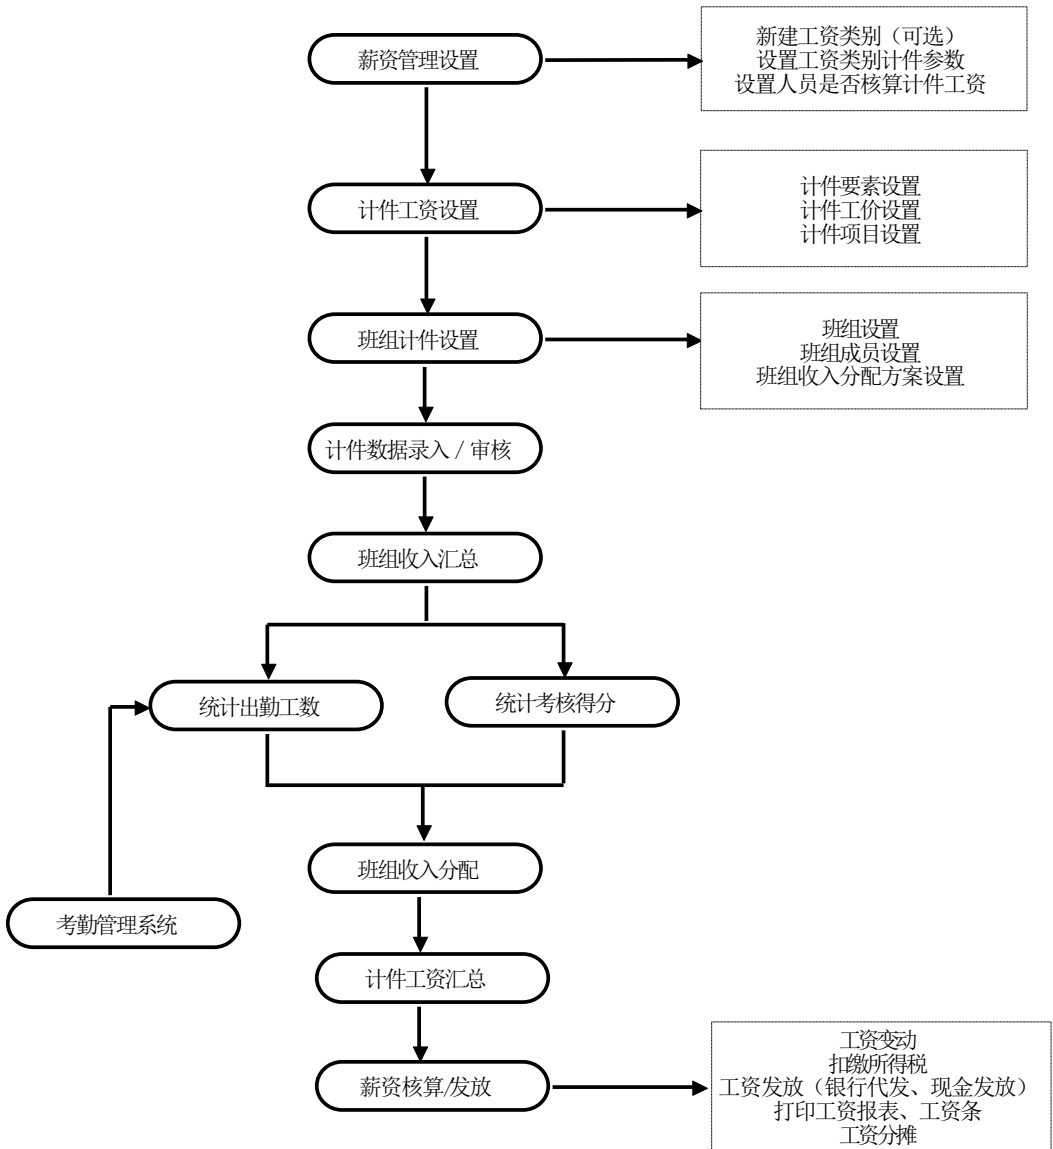 薪资管理设置
新建工资类别（可选）
设置工资类别计件参数
设置人员是否核算计件工资
计件工资设置
计件要素设置
计件工价设置
计件项目设置
班组计件设置
班组设置
班组成员设置
班组收入分配方案设置
计件数据录入 / 审核
班组收入汇总
统计出勤工数
统计考核得分
班组收入分配
考勤管理系统
计件工资汇总
薪资核算/发放
工资变动
扣缴所得税
工资发放（银行代发、现金发放）
打印工资报表、工资条
工资分摊